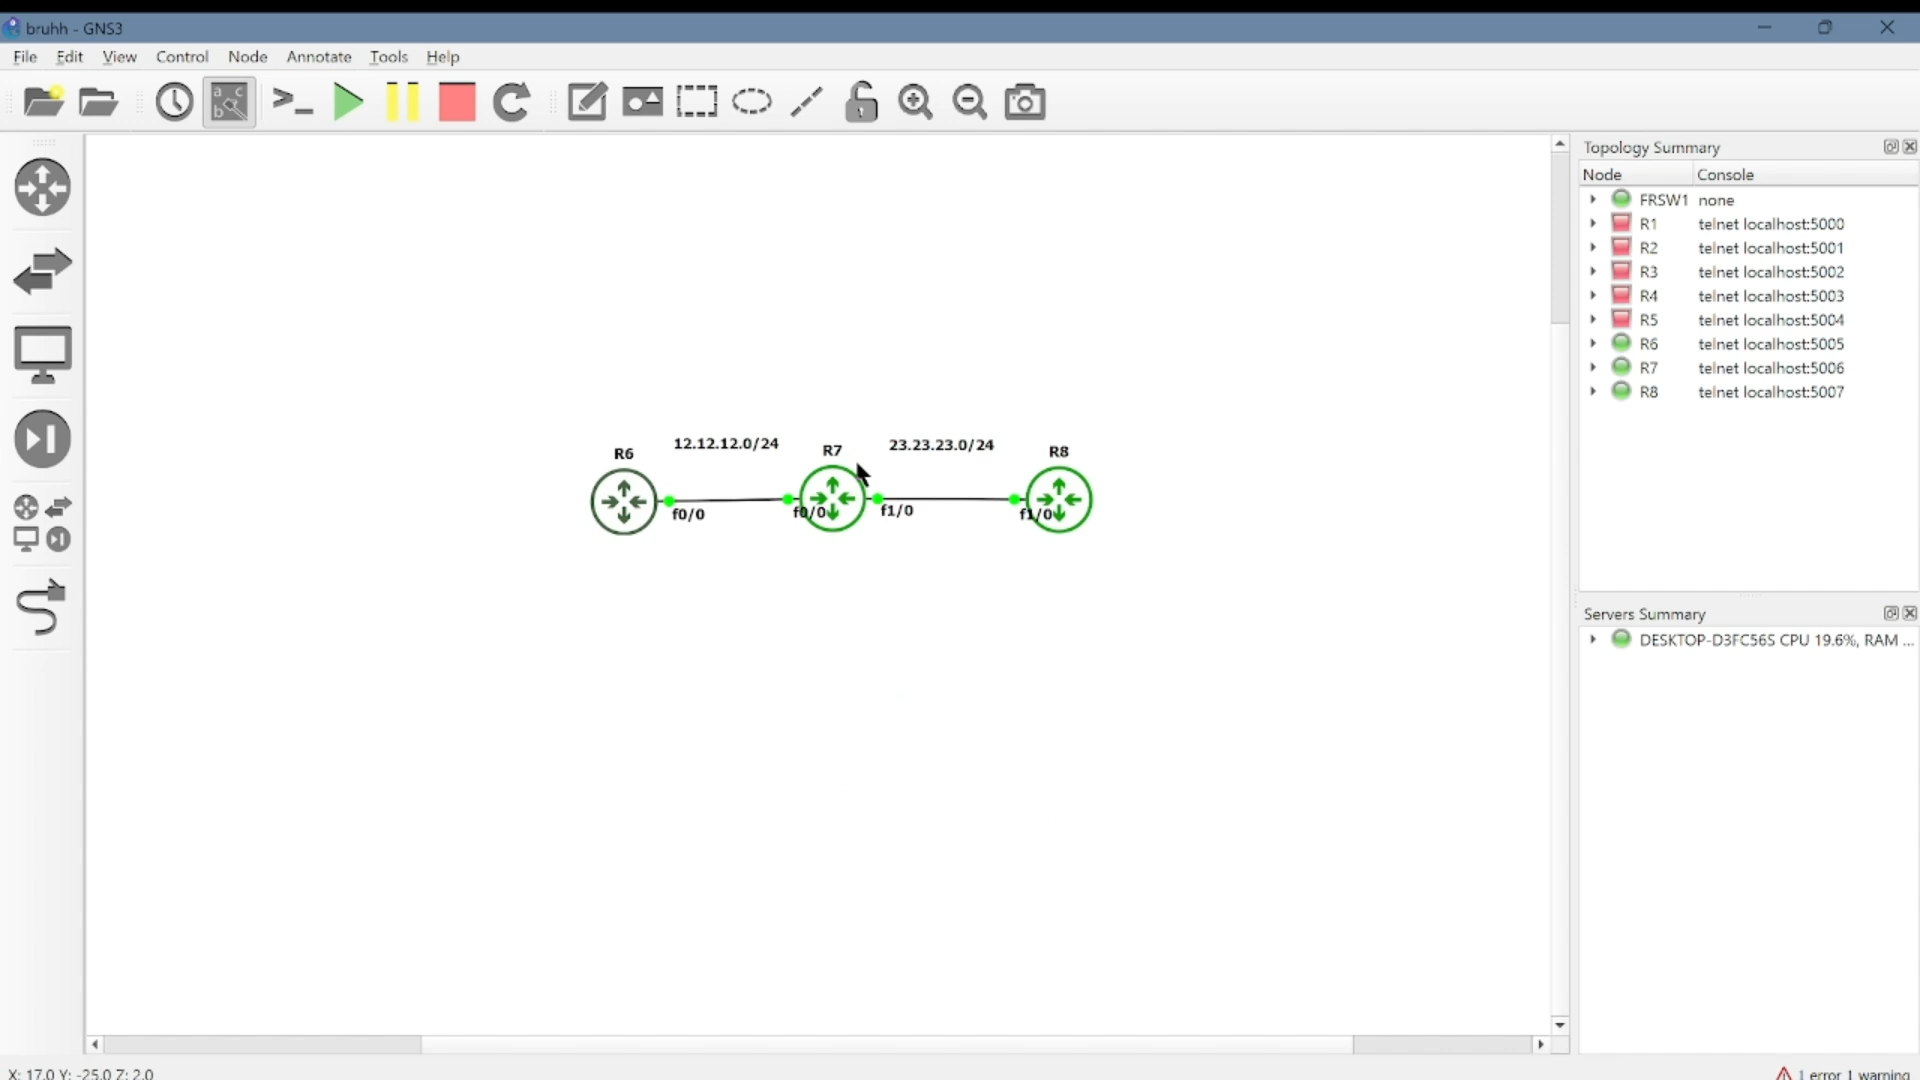 bruhh - GNS3
File Edit View Control Node Annotate Tools Help
Topology Summary
Node Console
FRSW1 none
R1 telnet localhost:5000
R2 telnet localhost:5001
R3 telnet localhost:5002
R4 telnet localhost:5003
R5 telnet localhost:5004
R6 telnet localhost:5005
R7 telnet localhost:5006
R8 telnet localhost:5007
R6 12.12.12.0/24 R7 23.23.23.0/24 R8
f0/0 f0/0 f1/0 f1/0
Servers Summary
DESKTOP-D3FC56S CPU 19.6%, RAM ...
X: 17.0 Y: -25.0 Z: 2.0
1 error 1 warning